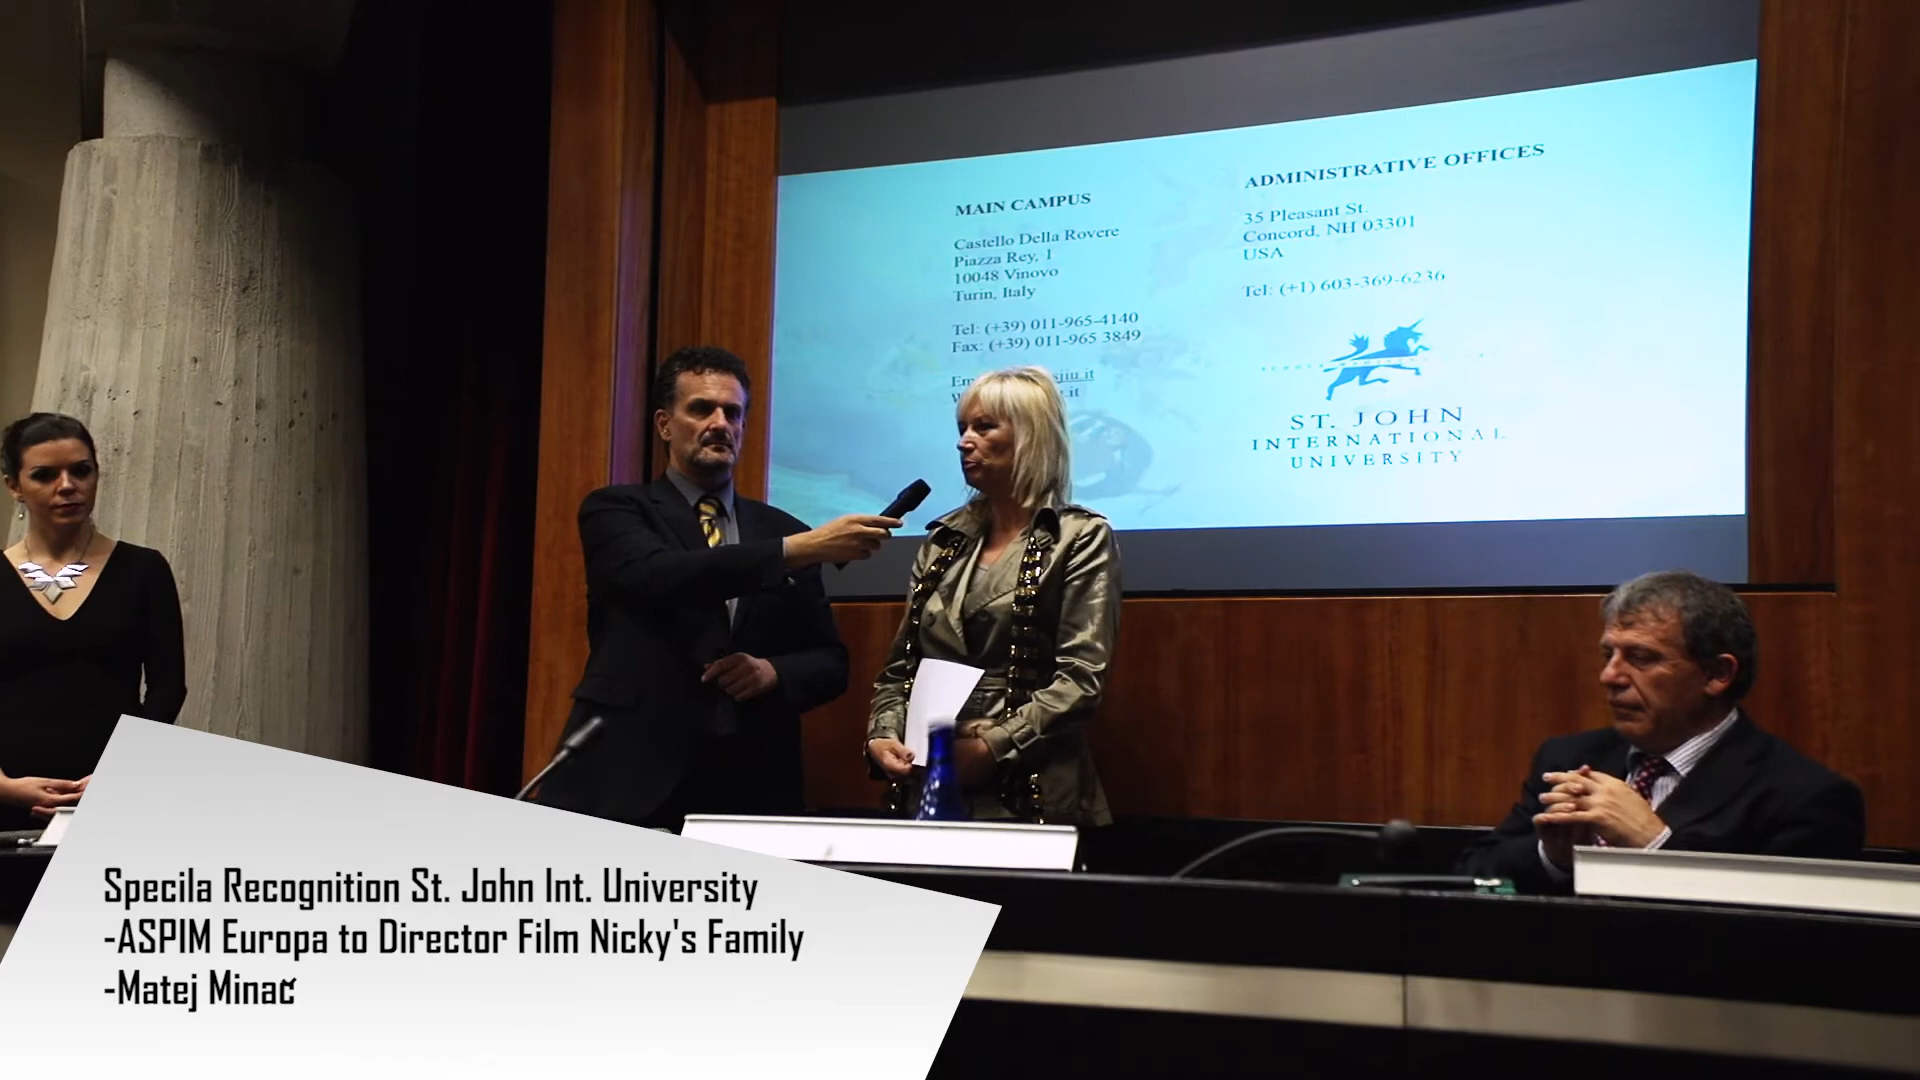 MAIN CAMPUS
Castello Della Rovere
Piazza Rey, 1
10048 Vinovo
Turin, Italy
Tel: (+39) 011-965-4140
Fax: (+39) 011-965 3849
ADMINISTRATIVE OFFICES
35 Pleasant St.
Concord, NH 03301
USA
Tel: (+1) 603-369-6236
ST. JOHN
INTERNATIONAL
UNIVERSITY
Specila Recognition St. John Int. University
-ASPIM Europa to Director Film Nicky's Family
-Matej Minač